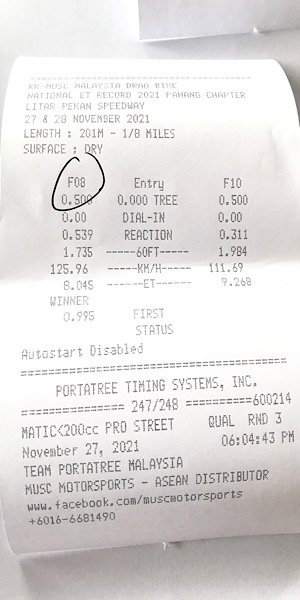 RK-MUSC MALAYSIA DRAG BIKE
NATIONAL ET RECORD 2021 PAHANG CHAPTER
LITAR PEKAN SPEEDWAY
27 & 28 NOVEMBER 2021
LENGTH : 201M - 1/8 MILES
SURFACE : DRY
F08 Entry F10
0.500 0.000 TREE 0.500
0.00 DIAL-IN 0.00
0.539 REACTION 0.311
1.735 -----60FT----- 1.984
125.96 -----KM/H----- 111.69
8.045 ------ET------ 9.268
WINNER
0.995 FIRST
STATUS
Autostart Disabled
========================================
PORTATREE TIMING SYSTEMS, INC.
=============== 247/248 ==========600214
MATIC<200cc PRO STREET QUAL RND 3
November 27, 2021 06:04:43 PM
TEAM PORTATREE MALAYSIA
MUSC MOTORSPORTS - ASEAN DISTRIBUTOR
www.facebook.com/muscmotorsports
+6016-6681490